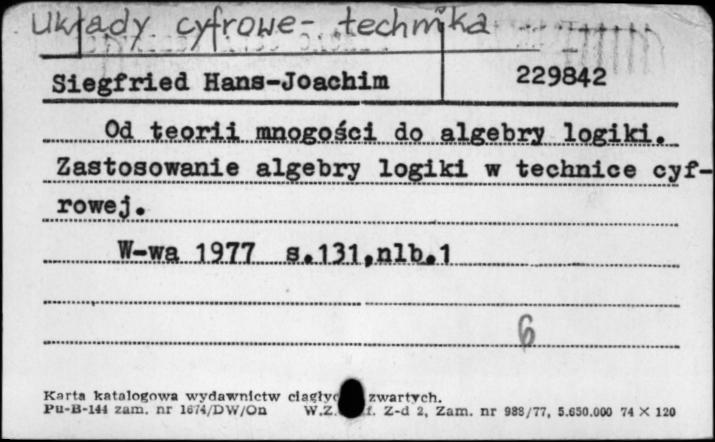 Układy cyfrowe - technika
Siegfried Hans-Joachim 229842
Od teorii mnogości do algebry logiki.
Zastosowanie algebry logiki w technice cyf-
rowej.
W-wa 1977 s.131,nlb.1
6
Karta katalogowa wydawnictw zwartych.
Pu-B-144 zam. nr 1674/DW/On W.Z. Z-d 2, Zam. nr 988/77, 5.650.000 74 × 120